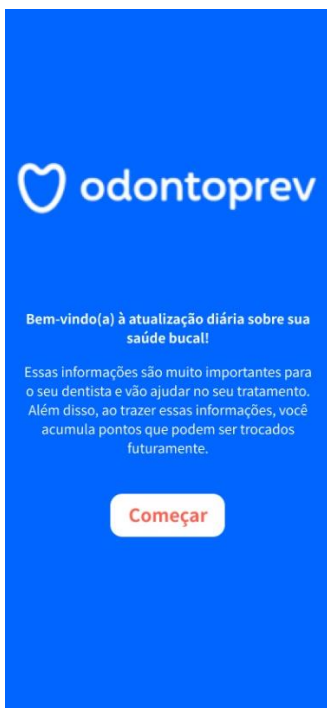 odontoprev
Bem-vindo(a) à atualização diária sobre sua
saúde bucal!
Essas informações são muito importantes para
o seu dentista e vão ajudar no seu tratamento.
Além disso, ao trazer essas informações, você
acumula pontos que podem ser trocados
futuramente.
Começar